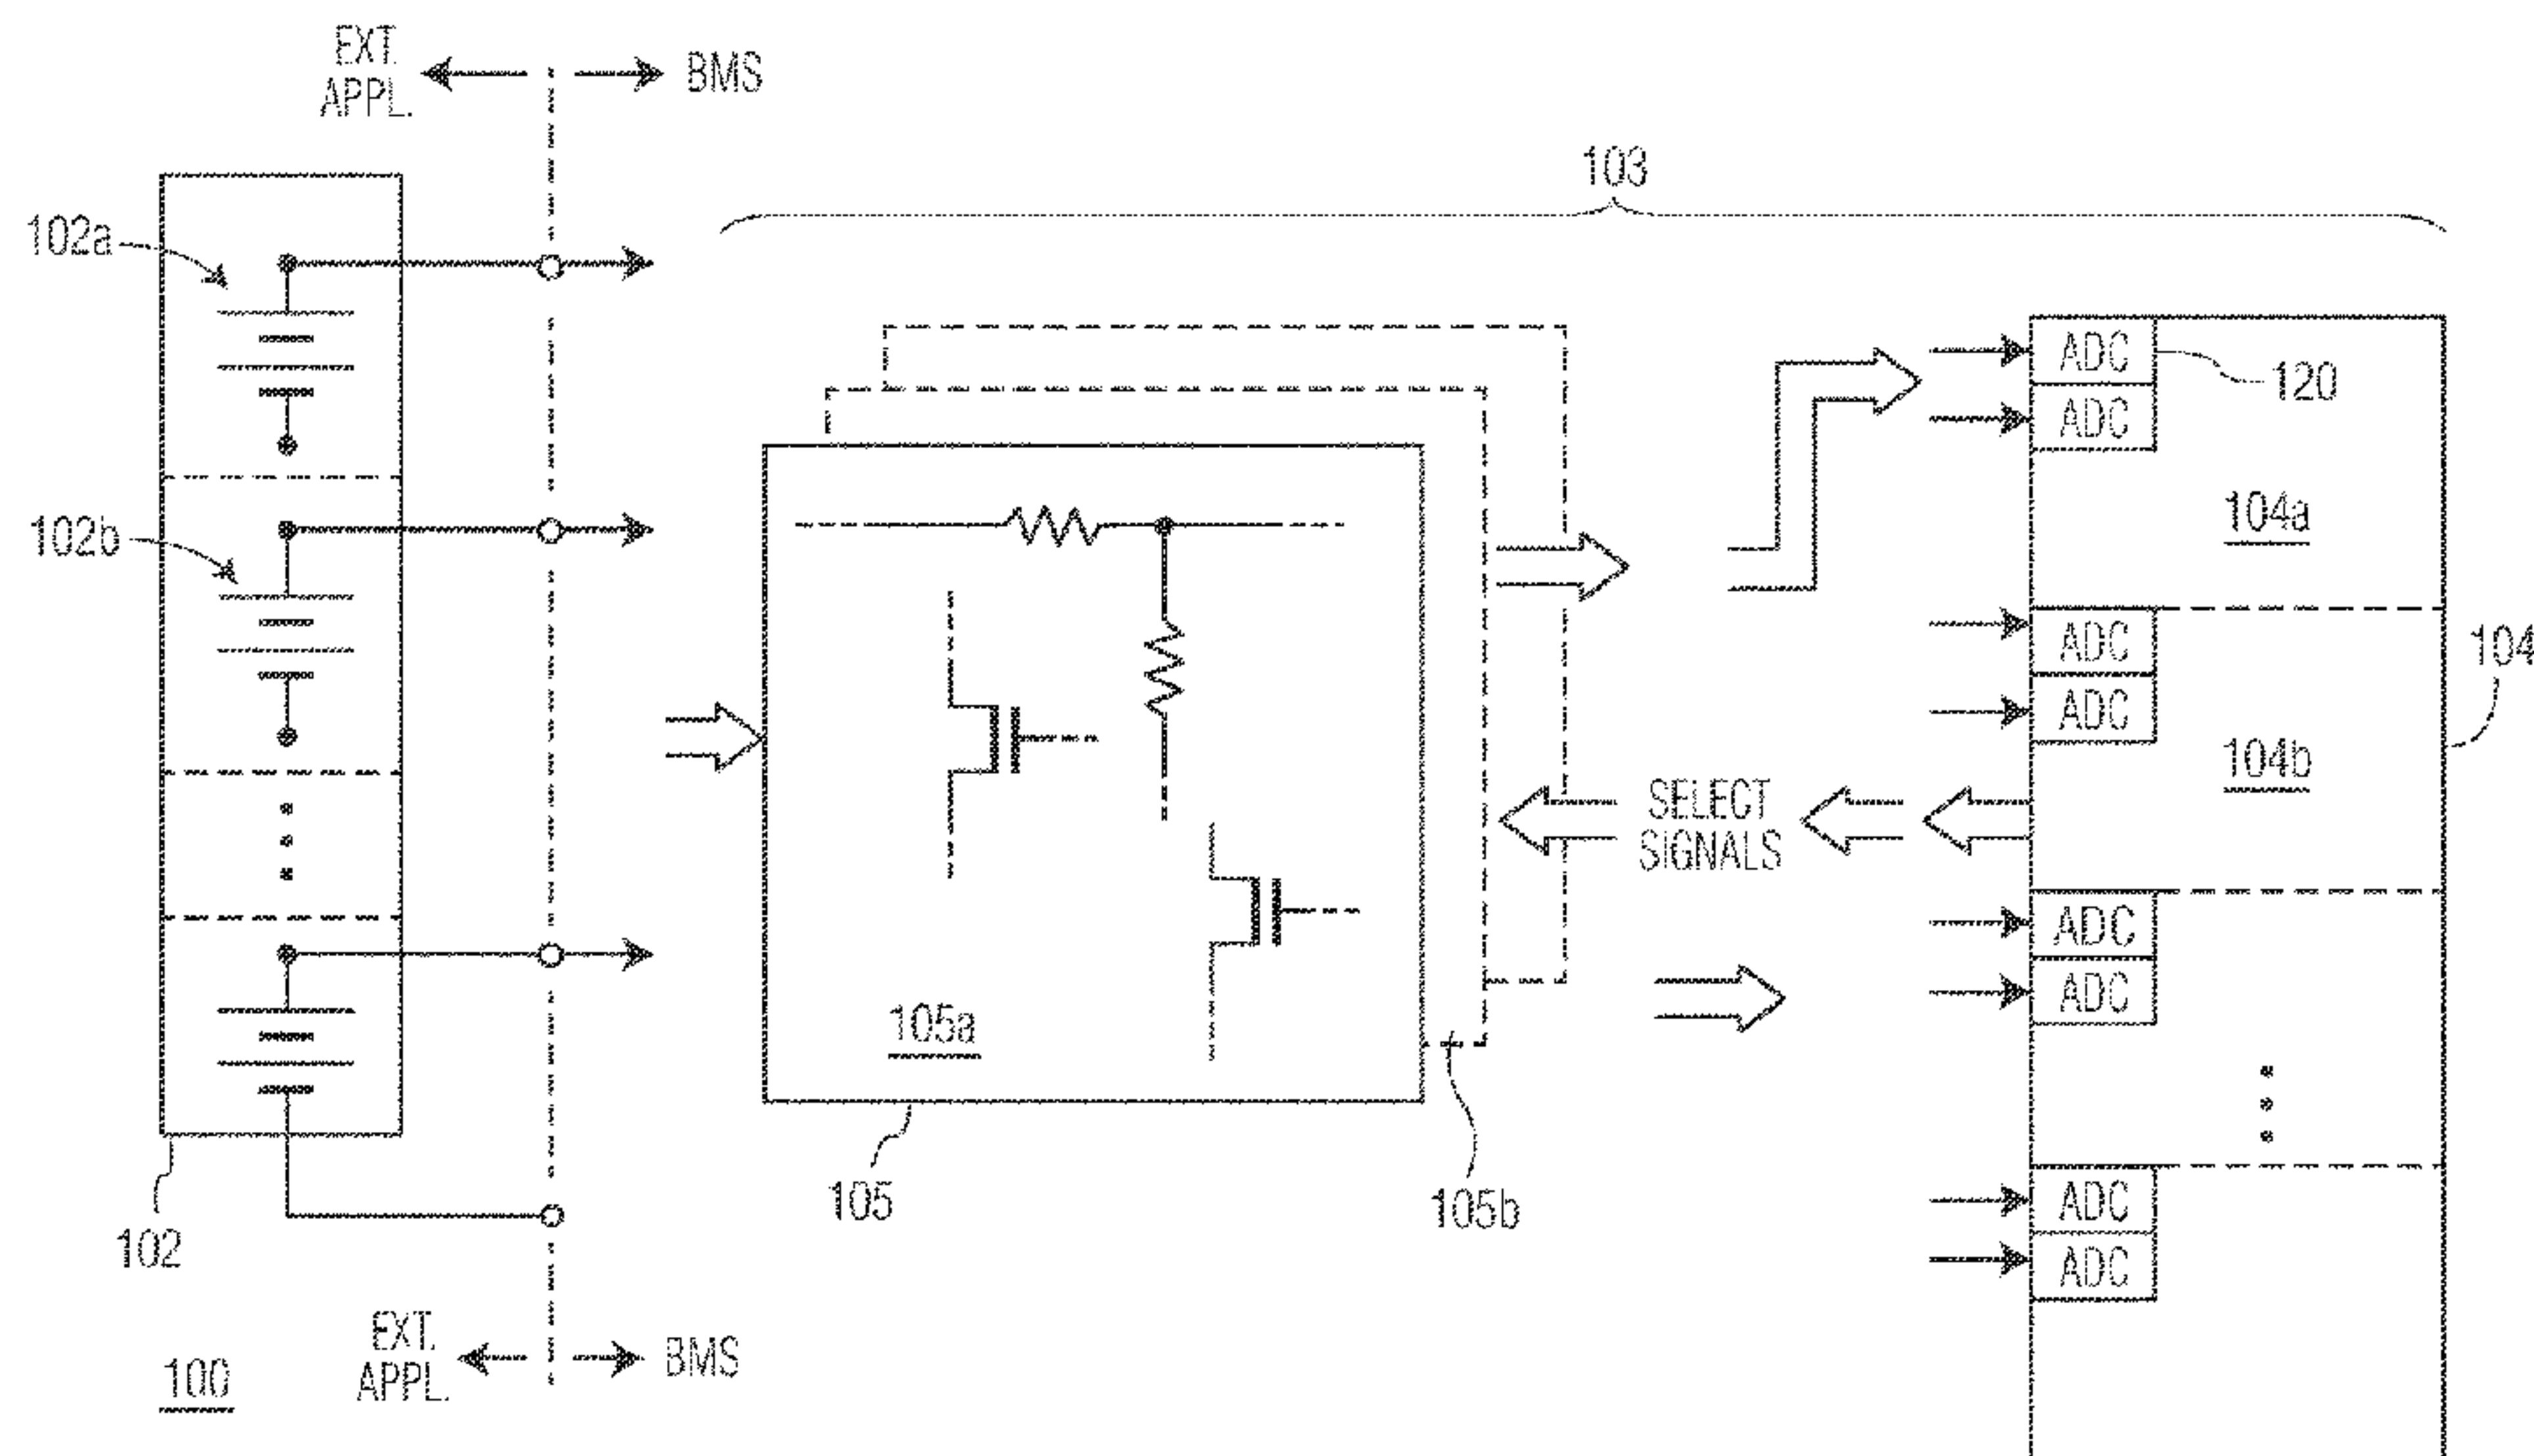 EXT.
APPL.
BMS
103
102a
ADC
120
ADC
104a
102b
ADC
104
ADC
104b
SELECT
SIGNALS
ADC
ADC
105a
105
105b
ADC
102
ADC
EXT.
APPL.
BMS
100